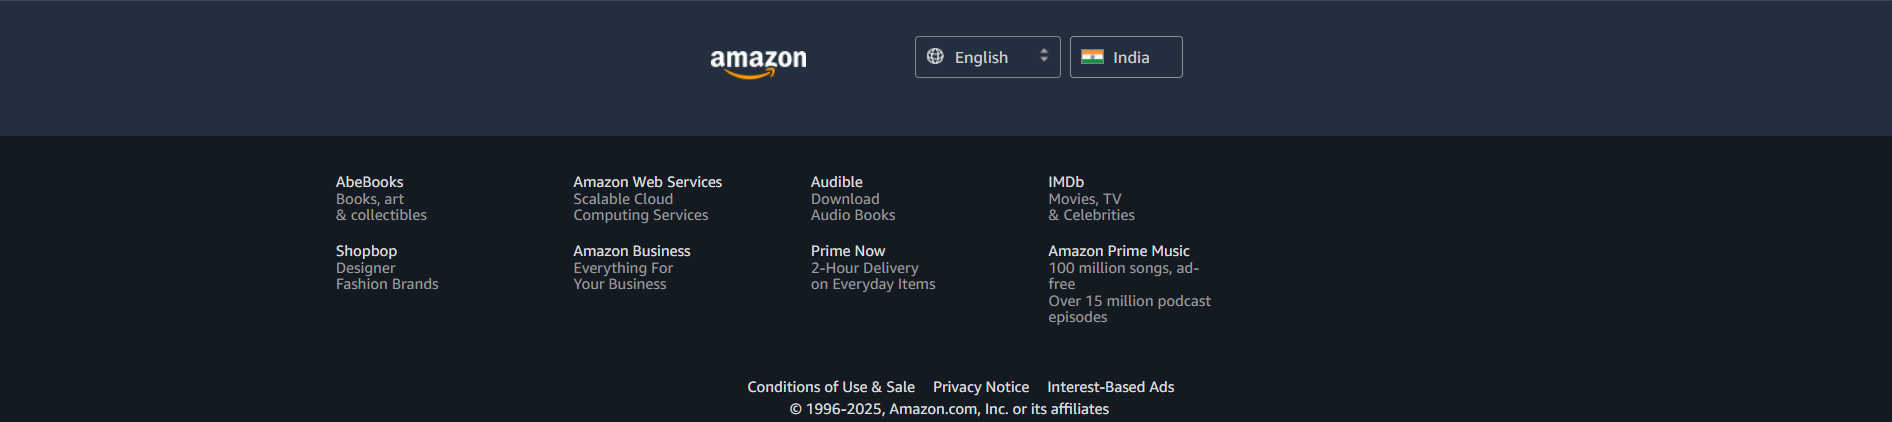 amazon
English
India
AbeBooks
Books, art
& collectibles
Amazon Web Services
Scalable Cloud
Computing Services
Audible
Download
Audio Books
IMDb
Movies, TV
& Celebrities
Shopbop
Designer
Fashion Brands
Amazon Business
Everything For
Your Business
Prime Now
2-Hour Delivery
on Everyday Items
Amazon Prime Music
100 million songs, ad-
free
Over 15 million podcast
episodes
Conditions of Use & Sale Privacy Notice Interest-Based Ads
© 1996-2025, Amazon.com, Inc. or its affiliates